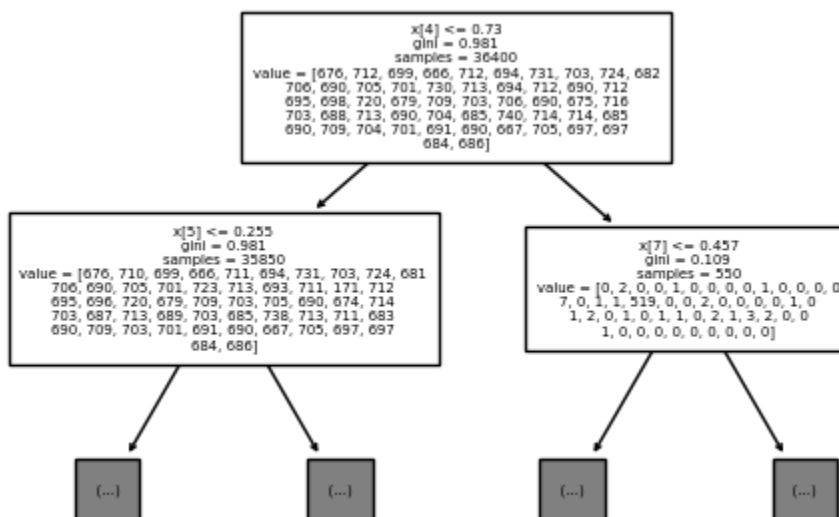 x[4] <= 0.73
gini = 0.981
samples = 36400
value = [676, 712, 699, 666, 712, 694, 731, 703, 724, 682
706, 690, 705, 701, 730, 713, 694, 712, 690, 712
695, 698, 720, 679, 709, 703, 706, 690, 675, 716
703, 688, 713, 690, 704, 685, 740, 714, 714, 685
690, 709, 704, 701, 691, 690, 667, 705, 697, 697
684, 686]
x[5] <= 0.255
gini = 0.981
samples = 35850
value = [676, 710, 699, 666, 711, 694, 731, 703, 724, 681
706, 690, 705, 701, 723, 713, 693, 711, 171, 712
695, 696, 720, 679, 709, 703, 705, 690, 674, 714
703, 687, 713, 689, 703, 685, 738, 713, 711, 683
690, 709, 703, 701, 691, 690, 667, 705, 697, 697
684, 686]
x[7] <= 0.457
gini = 0.109
samples = 550
value = [0, 2, 0, 0, 1, 0, 0, 0, 0, 1, 0, 0, 0, 0
7, 0, 1, 1, 519, 0, 0, 2, 0, 0, 0, 0, 1, 0
1, 2, 0, 1, 0, 1, 1, 0, 2, 1, 3, 2, 0, 0
1, 0, 0, 0, 0, 0, 0, 0, 0, 0]
(...)
(...)
(...)
(...)